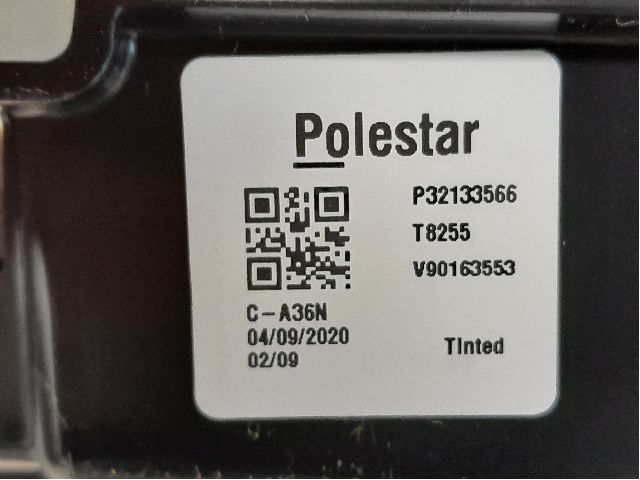 Polestar
P32133566
T8255
V90163553
C-A36N
04/09/2020
02/09
TInted